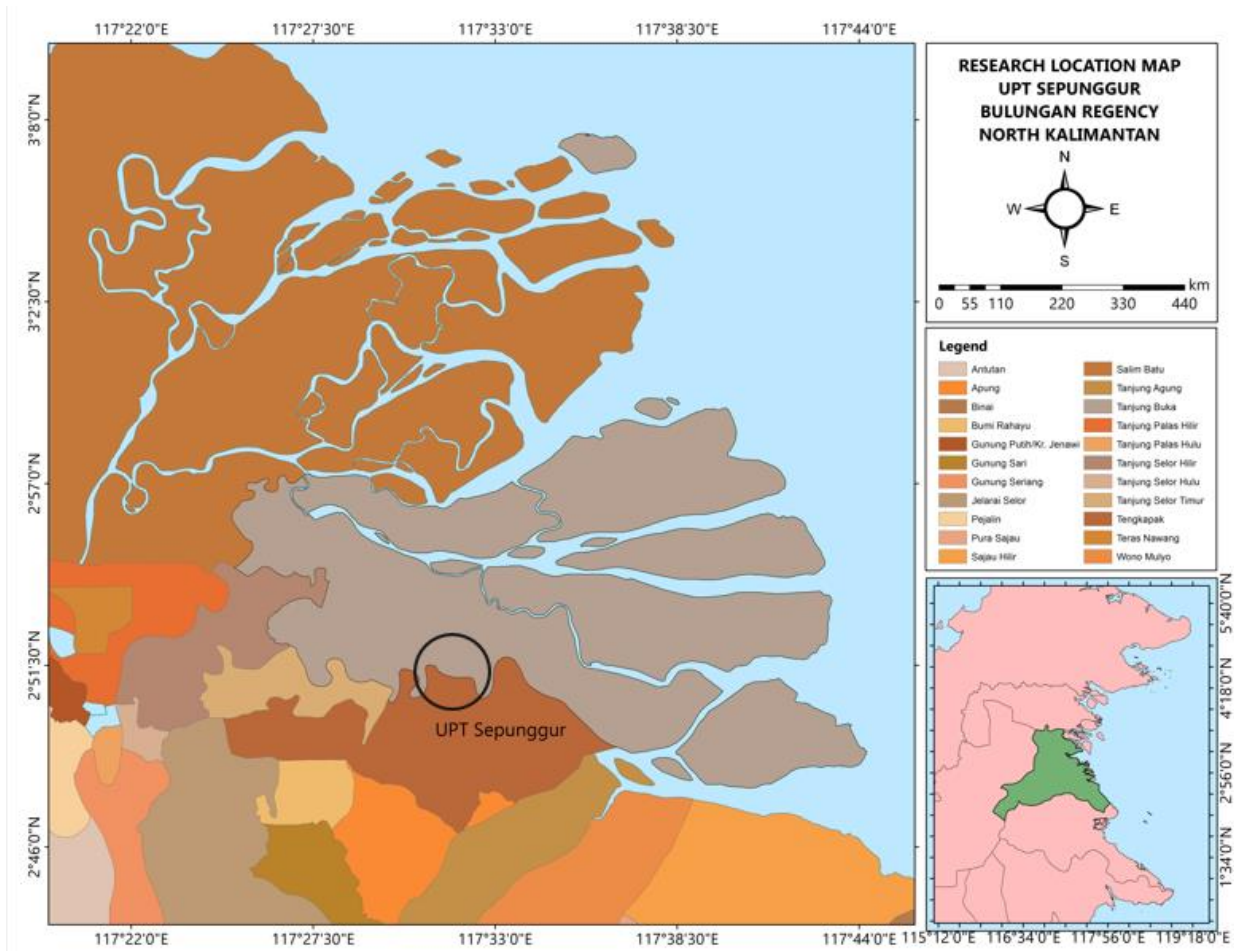 117°22'0"E 117°27'30"E 117°33'0"E 117°38'30"E 117°44'0"E
3°8'0"N
3°2'30"N
2°57'0"N
2°51'30"N
2°46'0"N
UPT Sepunggur
117°22'0"E 117°27'30"E 117°33'0"E 117°38'30"E 117°44'0"E
RESEARCH LOCATION MAP
UPT SEPUNGGUR
BULUNGAN REGENCY
NORTH KALIMANTAN
N
W E
S
km
0 55 110 220 330 440
Legend
Antutan
Apung
Binai
Bumi Rahayu
Gunung Putih/Kr. Jenawi
Gunung Sari
Gunung Seriang
Jelarai Selor
Pejalin
Pura Sajau
Sajau Hilir
Salim Batu
Tanjung Agung
Tanjung Buka
Tanjung Palas Hilir
Tanjung Palas Hulu
Tanjung Selor Hilir
Tanjung Selor Hulu
Tanjung Selor Timur
Tengkapak
Teras Nawang
Wono Mulyo
5°40'0"N
4°18'0"N
2°56'0"N
1°34'0"N
115°12'0"E 116°34'0"E 117°56'0"E 119°18'0"E